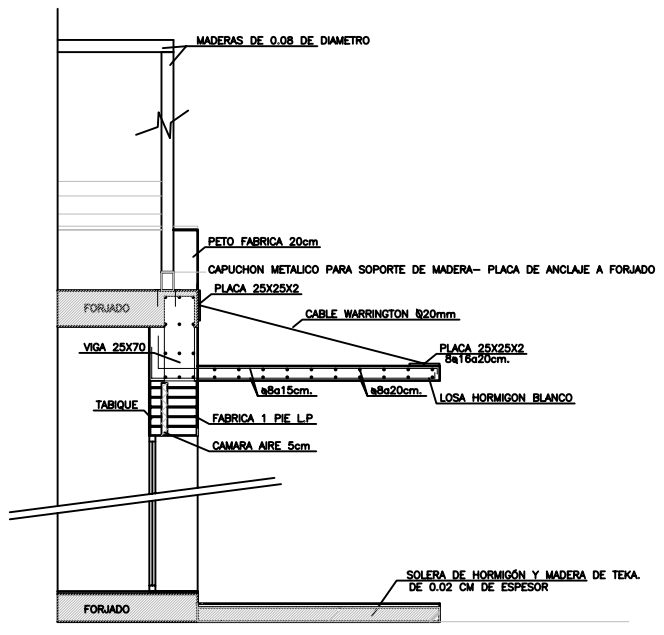 MADERAS DE 0.08 DE DIAMETRO
PETO FABRICA 20cm
CAPUCHON METALICO PARA SOPORTE DE MADERA- PLACA DE ANCLAJE A FORJADO
PLACA 25X25X2
FORJADO
CABLE WARRINGTON Ø20mm
VIGA 25X70
PLACA 25X25X2
8ø16a20cm.
ø8a15cm.
ø8a20cm.
LOSA HORMIGON BLANCO
TABIQUE
FABRICA 1 PIE L.P
CAMARA AIRE 5cm
SOLERA DE HORMIGÓN Y MADERA DE TEKA.
DE 0.02 CM DE ESPESOR
FORJADO